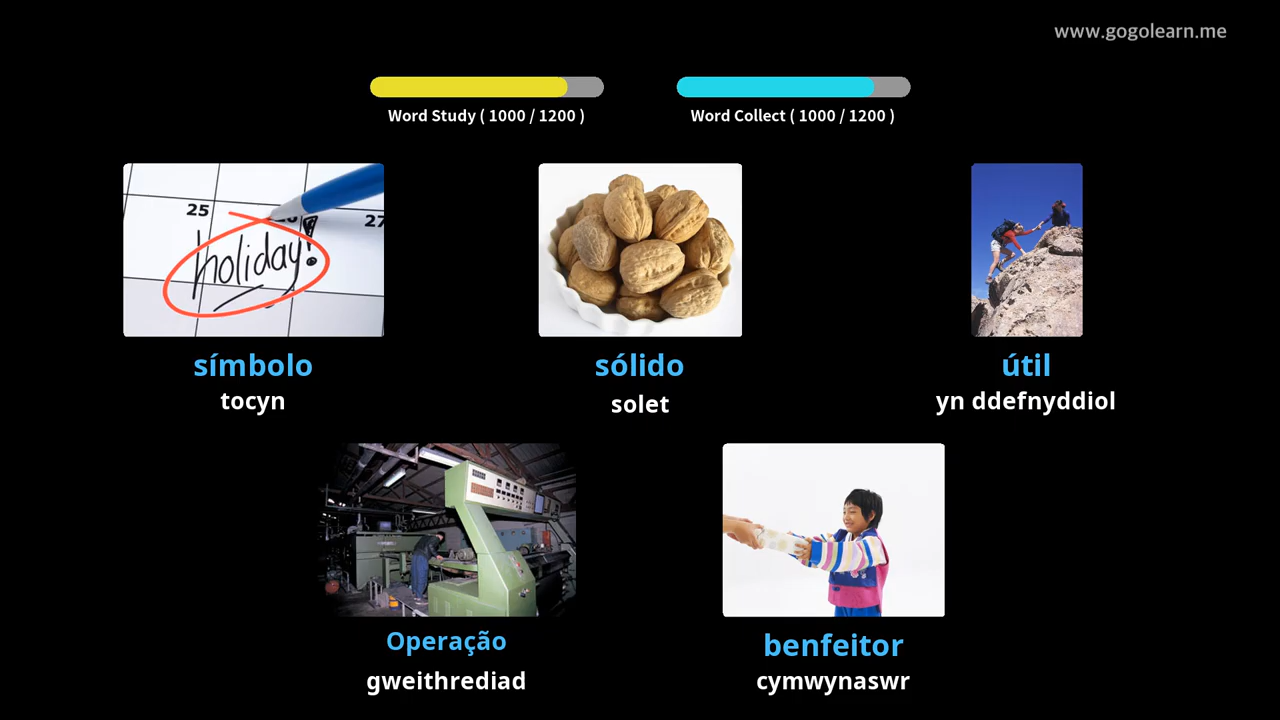 www.gogolearn.me
Word Study ( 1000 / 1200 )
Word Collect ( 1000 / 1200 )
25
27
holiday!
símbolo
tocyn
sólido
solet
útil
yn ddefnyddiol
Operação
gweithrediad
benfeitor
cymwynaswr